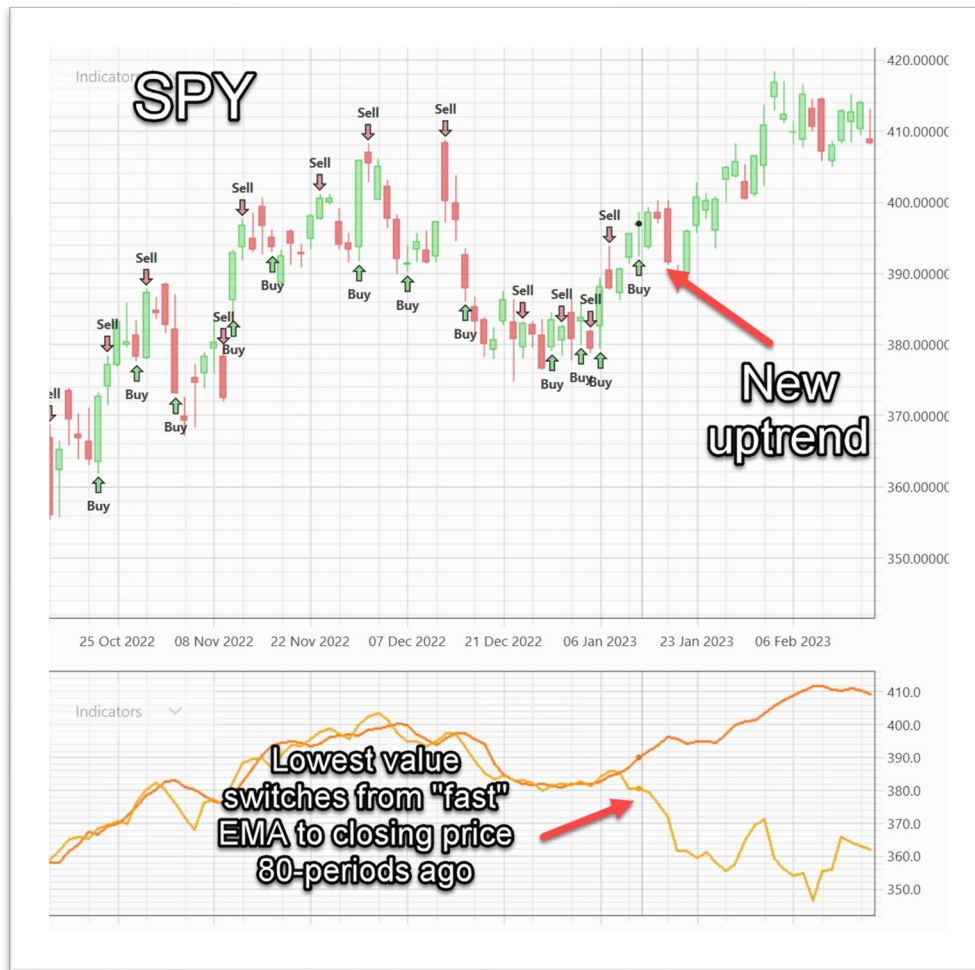 Indicators
SPY
420.00000
410.00000
400.00000
390.00000
380.00000
370.00000
360.00000
350.00000
Sell
Sell
Sell
Sell
Sell
Sell
Sell
Sell
Sell
Sell
Sell
ell
Buy
Buy
Buy
Buy
Buy
Buy
Buy
Buy
Buy
Buy
Buy
Buy
New
uptrend
25 Oct 2022
08 Nov 2022
22 Nov 2022
07 Dec 2022
21 Dec 2022
06 Jan 2023
23 Jan 2023
06 Feb 2023
Indicators
410.0
400.0
390.0
380.0
370.0
360.0
350.0
Lowest value
switches from "fast"
EMA to closing price
80-periods ago